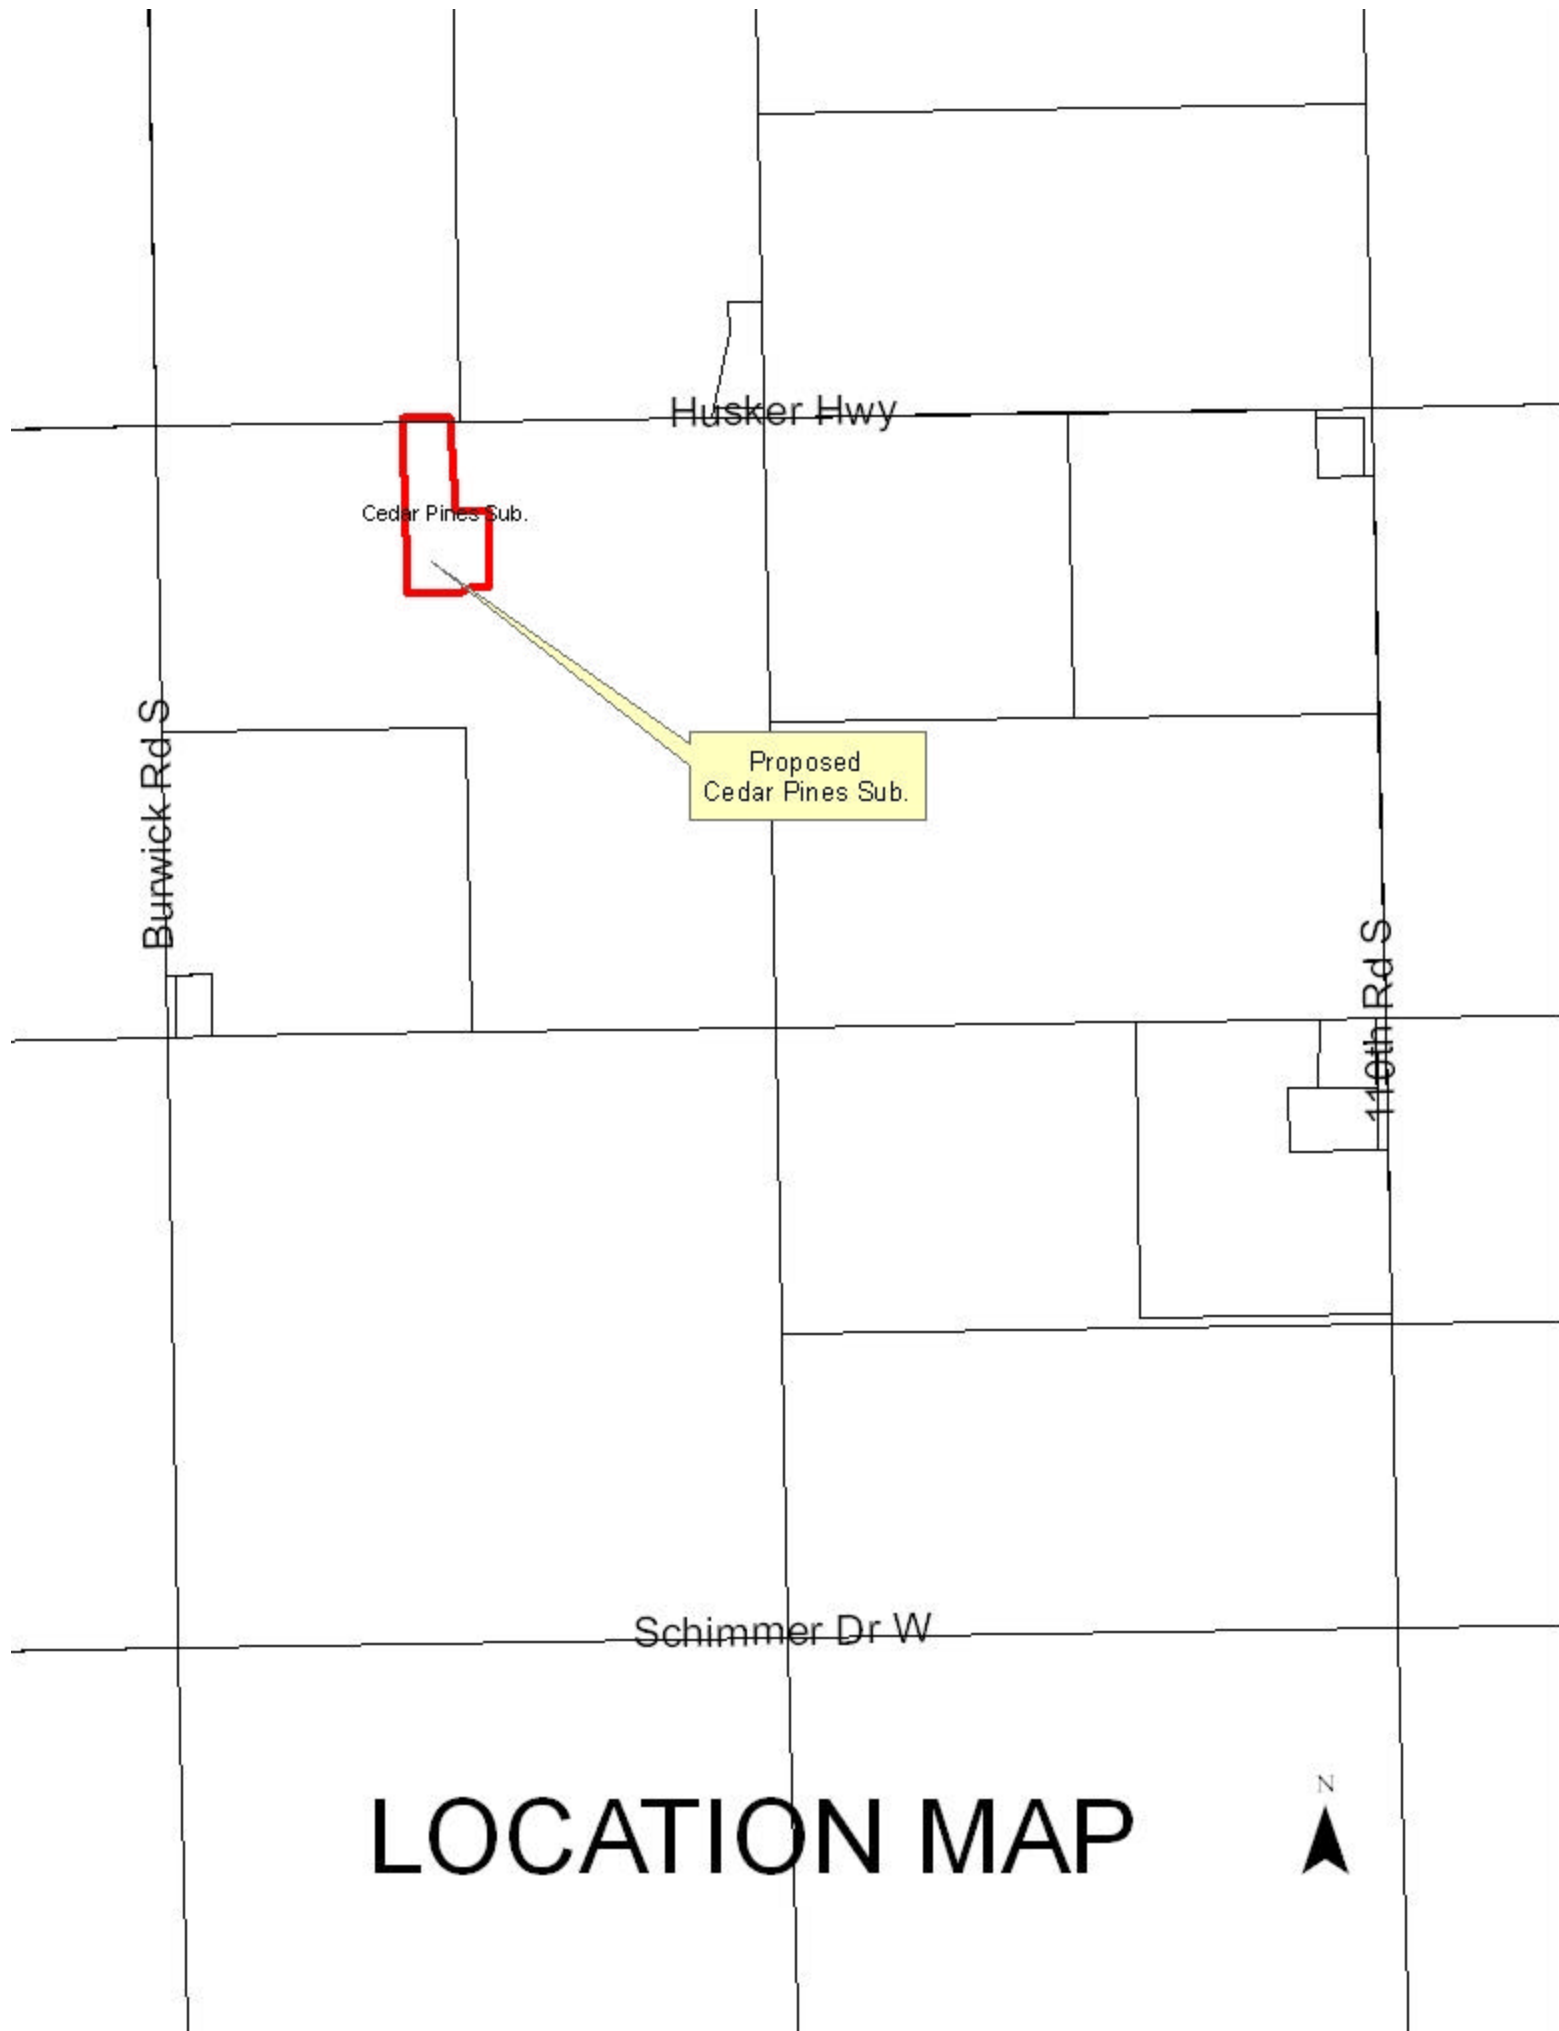 Husker Hwy
Cedar Pines Sub.
Burwick Rd S
Proposed
Cedar Pines Sub.
110th Rd S
Schimmer Dr W
N
LOCATION MAP